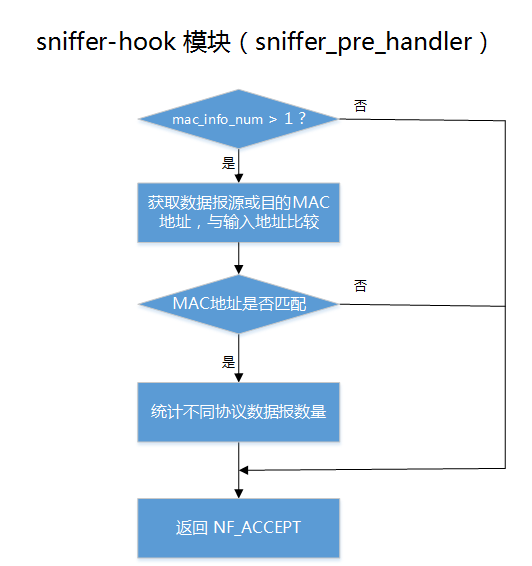 sniffer-hook 模块（sniffer_pre_handler）
mac_info_num > 1？
否
是
获取数据报源或目的MAC
地址，与输入地址比较
MAC地址是否匹配
否
是
统计不同协议数据报数量
返回 NF_ACCEPT